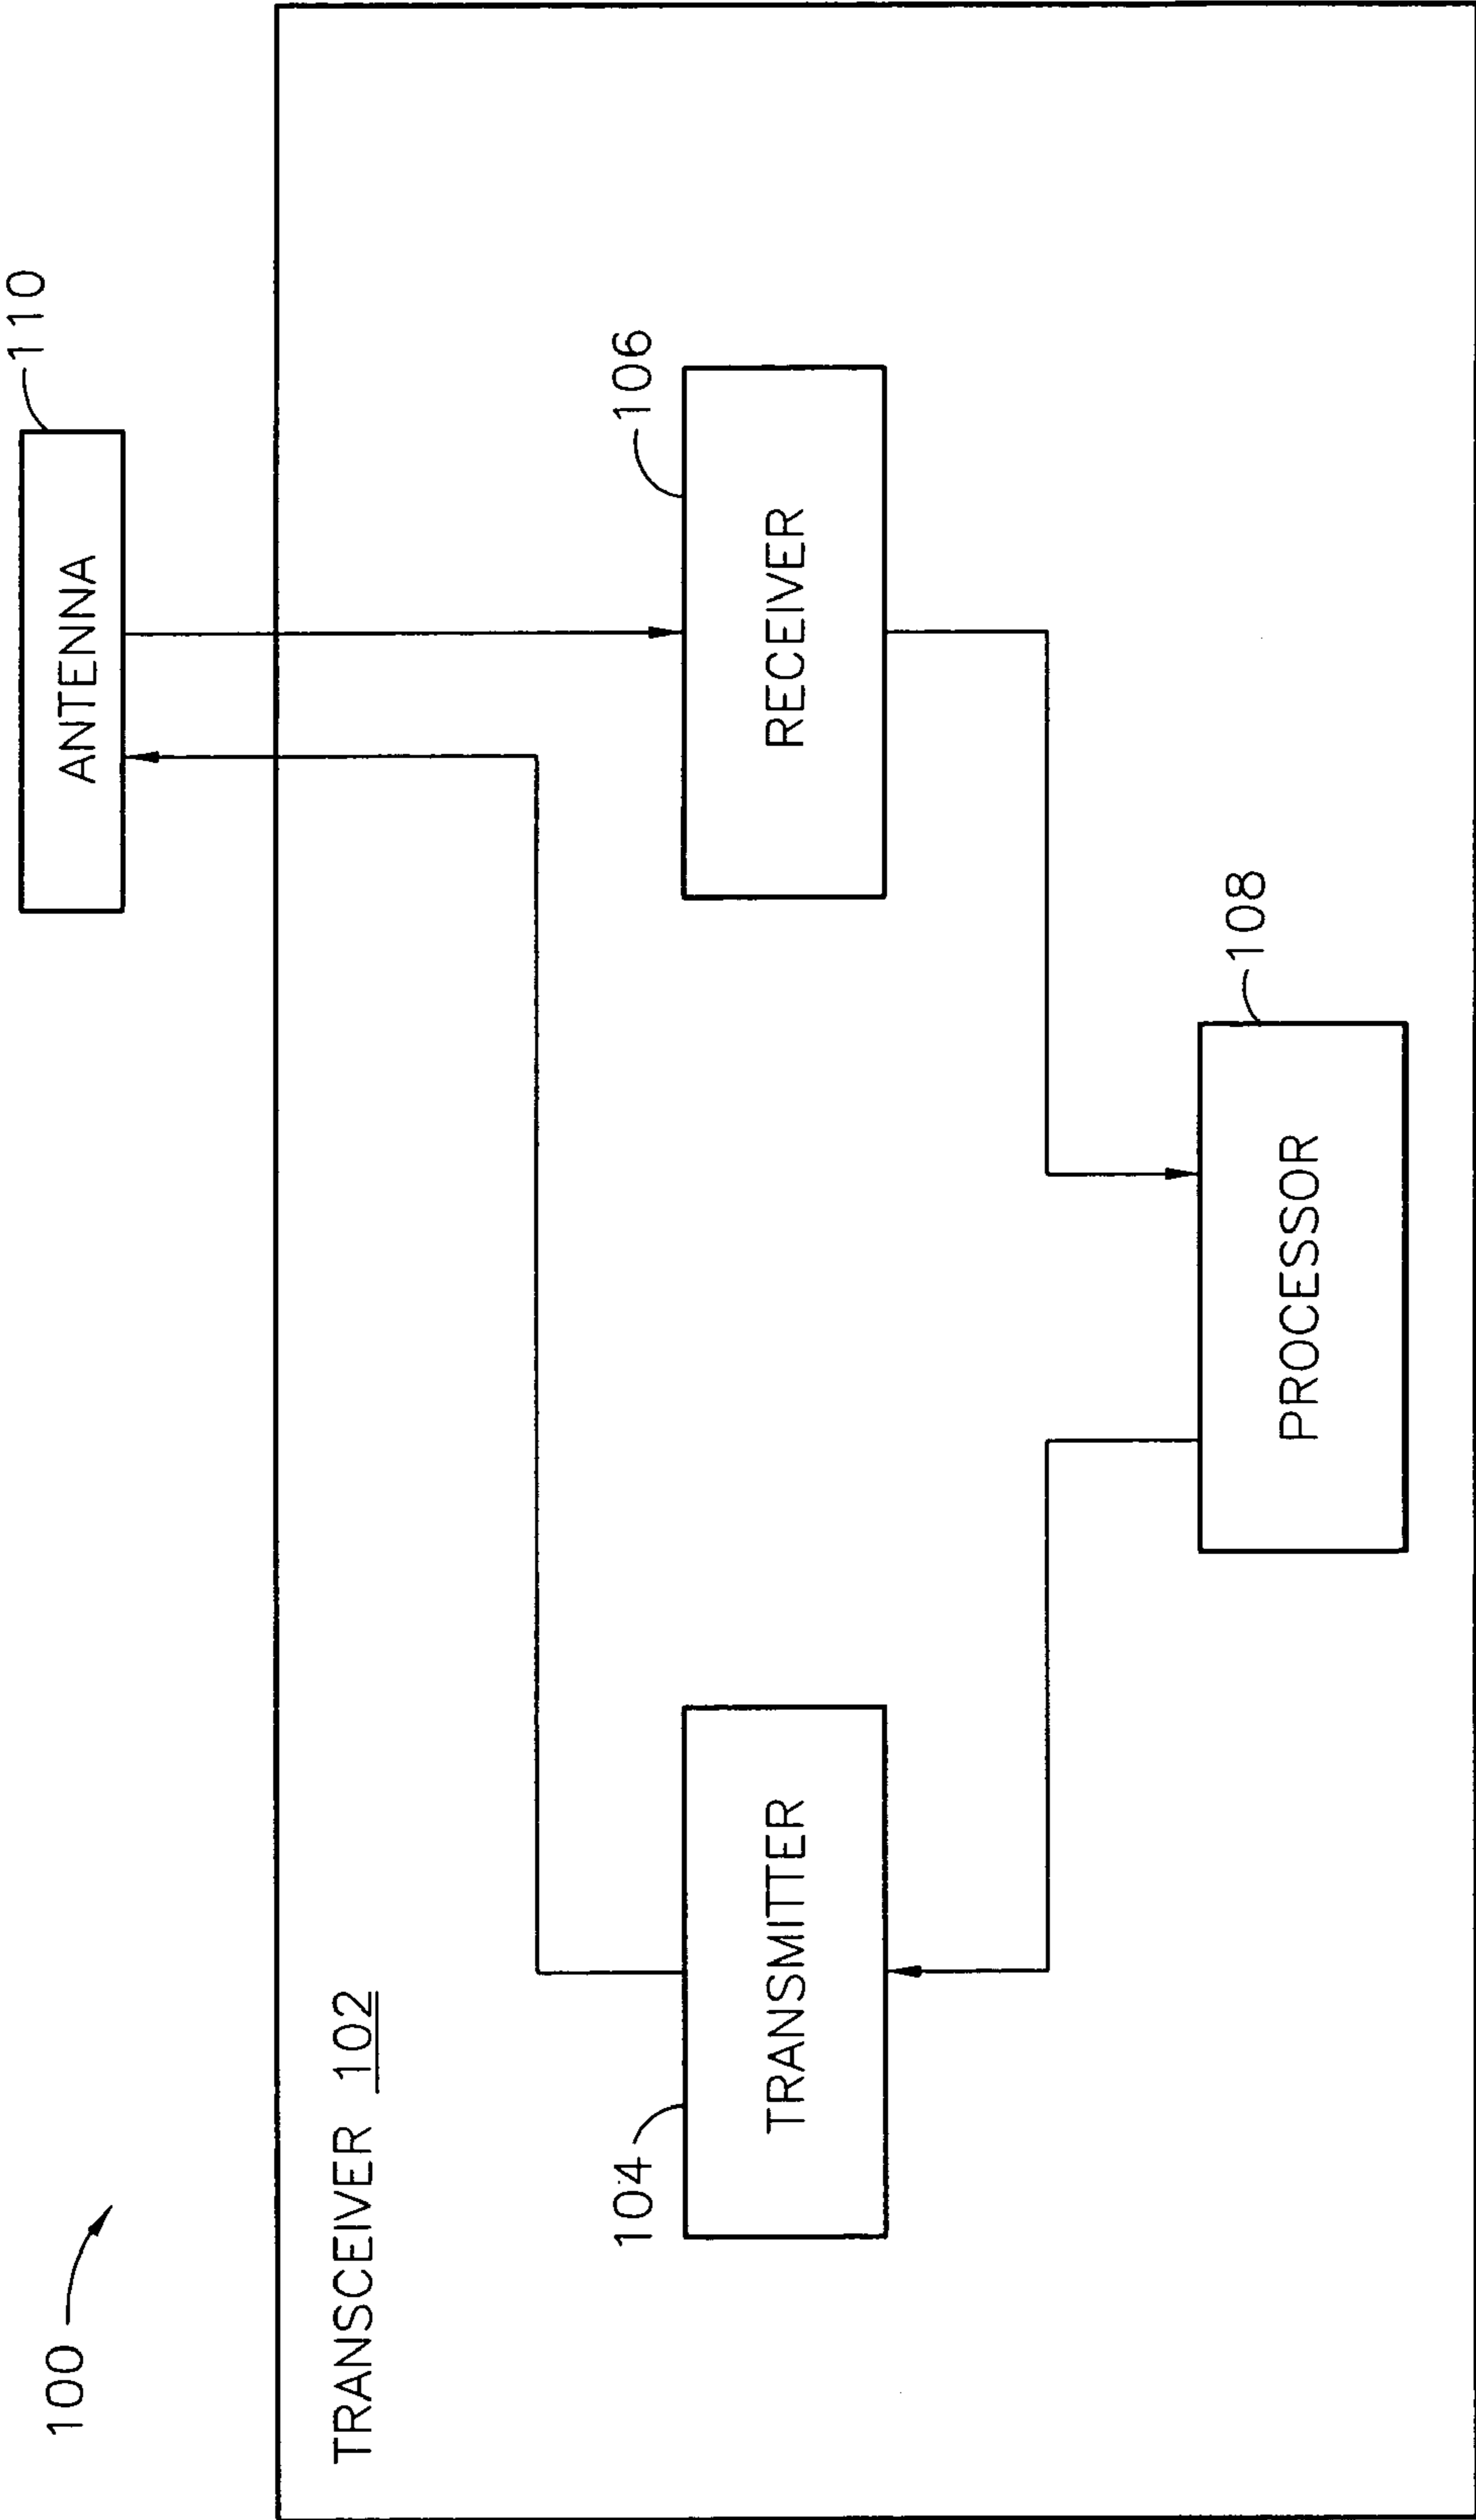 100
110
ANTENNA
TRANSCEIVER 102
104
TRANSMITTER
106
RECEIVER
108
PROCESSOR